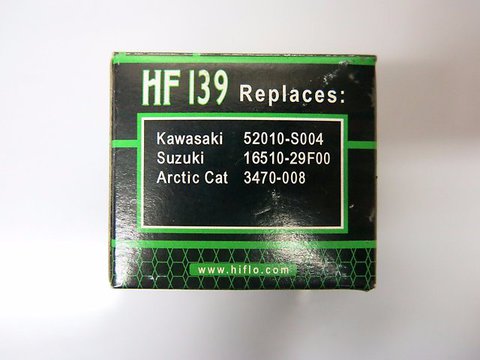 HF139 Replaces:
Kawasaki 52010-S004
Suzuki 16510-29F00
Arctic Cat 3470-008
www.hiflo.com